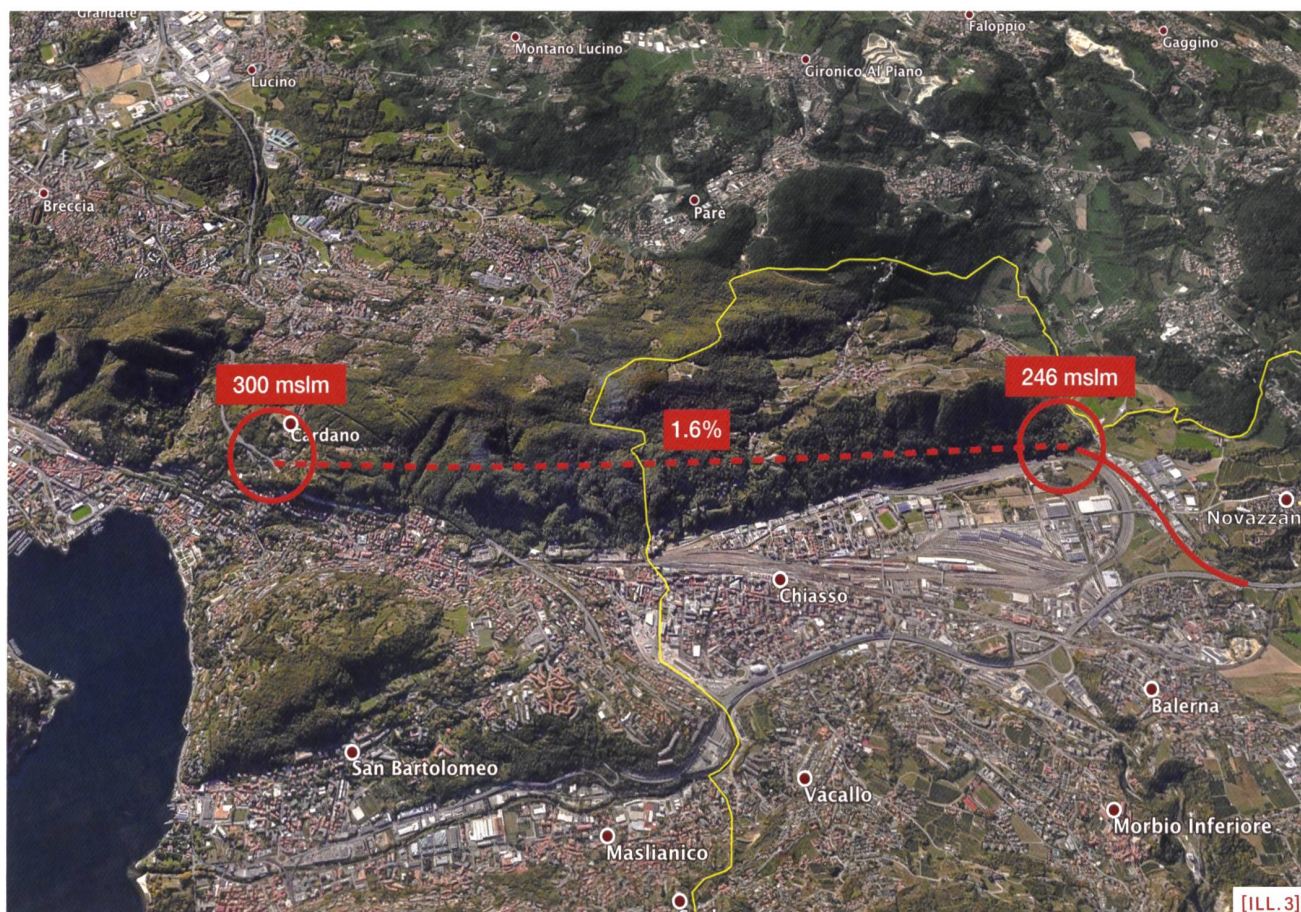 Grandate
Montano Lucino
Faloppio
Gaggino
Lucino
Gironico Al Piano
Breccia
Pare
300 mslm
246 mslm
Cardano
1.6%
Novazzan
Chiasso
Balerna
San Bartolomeo
Vacallo
Morbio Inferiore
Maslianico
[ILL.3]